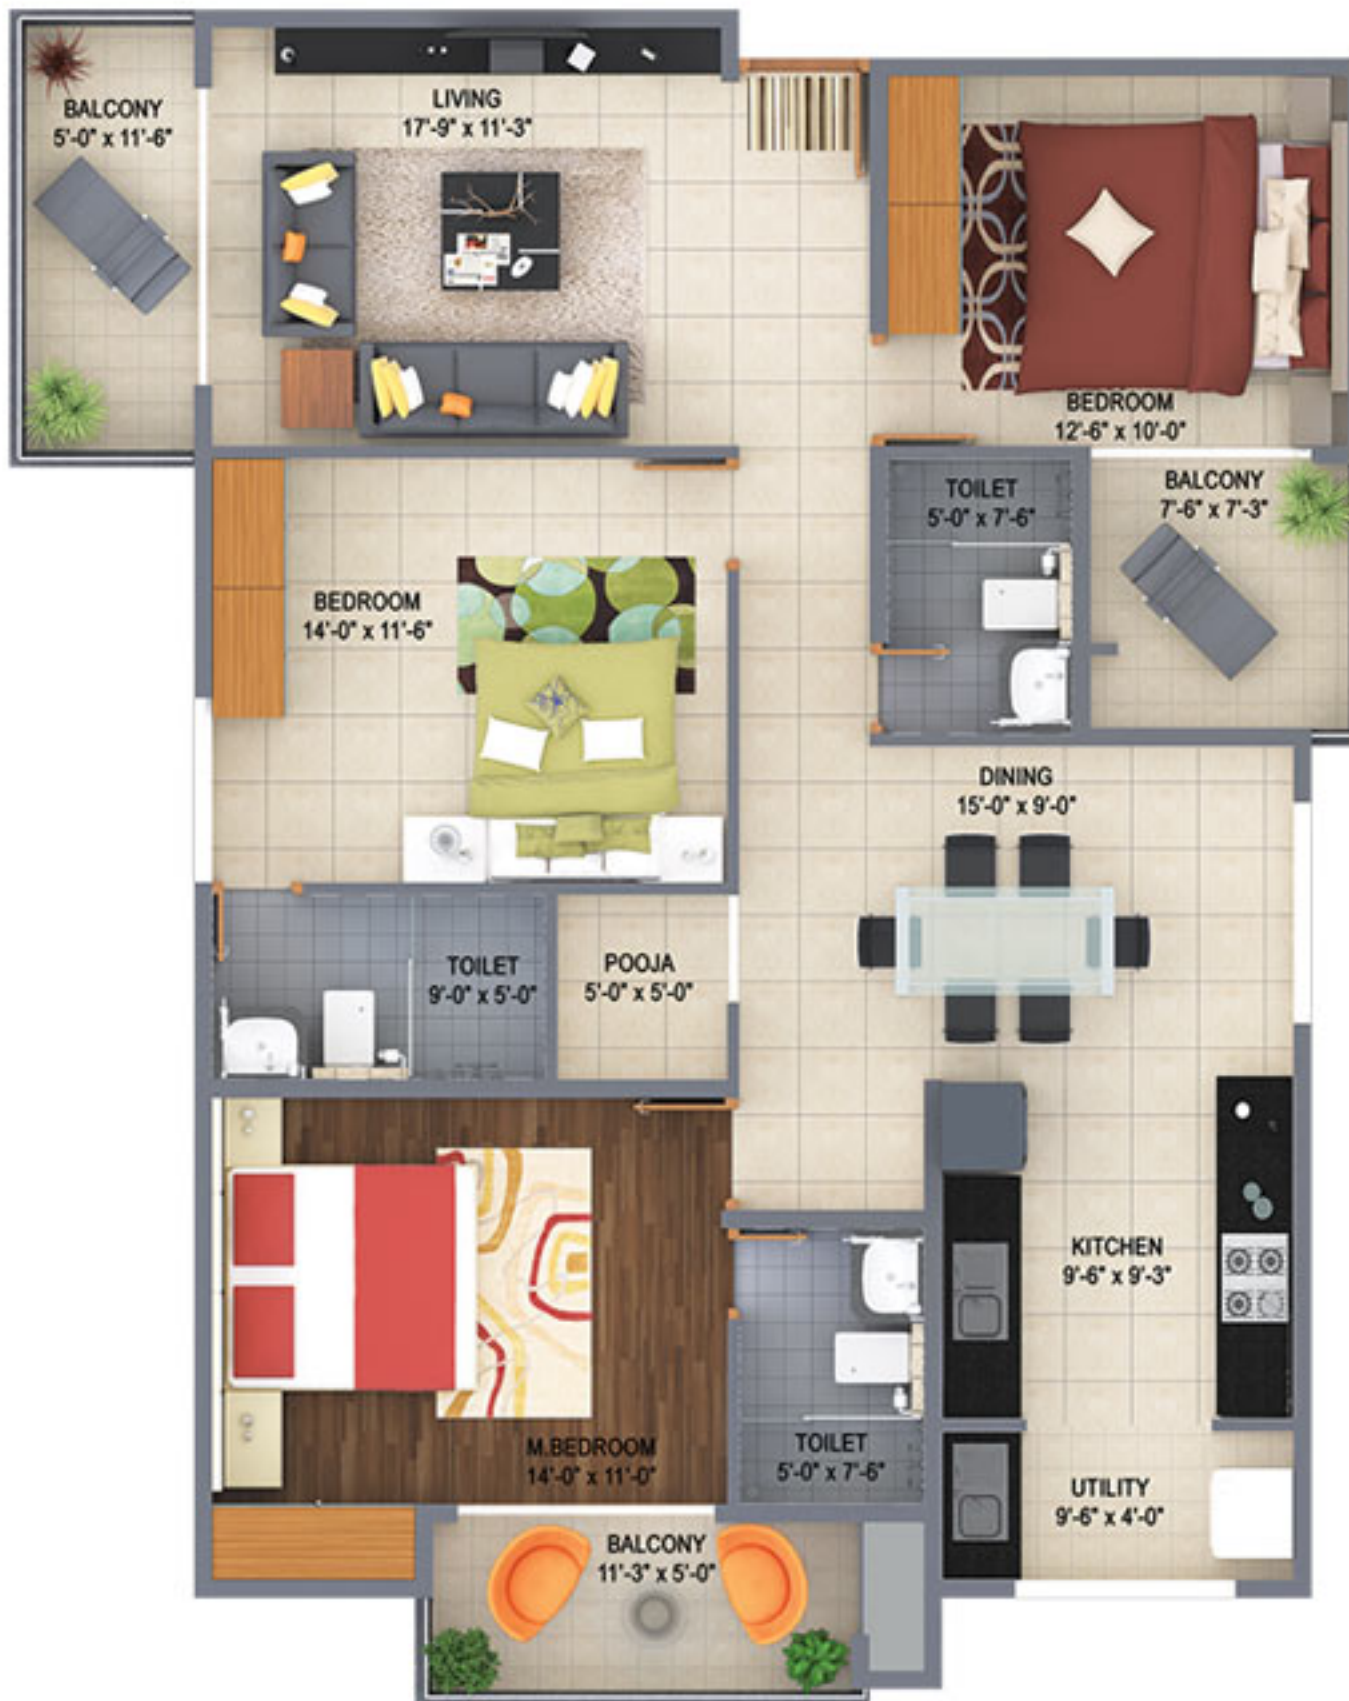 BALCONY
5'-0" x 11'-6"
LIVING
17'-9" x 11'-3"
BEDROOM
12'-6" x 10'-0"
TOILET
5'-0" x 7'-6"
BALCONY
7'-6" x 7'-3"
BEDROOM
14'-0" x 11'-6"
DINING
15'-0" x 9'-0"
TOILET
9'-0" x 5'-0"
POOJA
5'-0" x 5'-0"
KITCHEN
9'-6" x 9'-3"
M.BEDROOM
14'-0" x 11'-0"
TOILET
5'-0" x 7'-6"
UTILITY
9'-6" x 4'-0"
BALCONY
11'-3" x 5'-0"